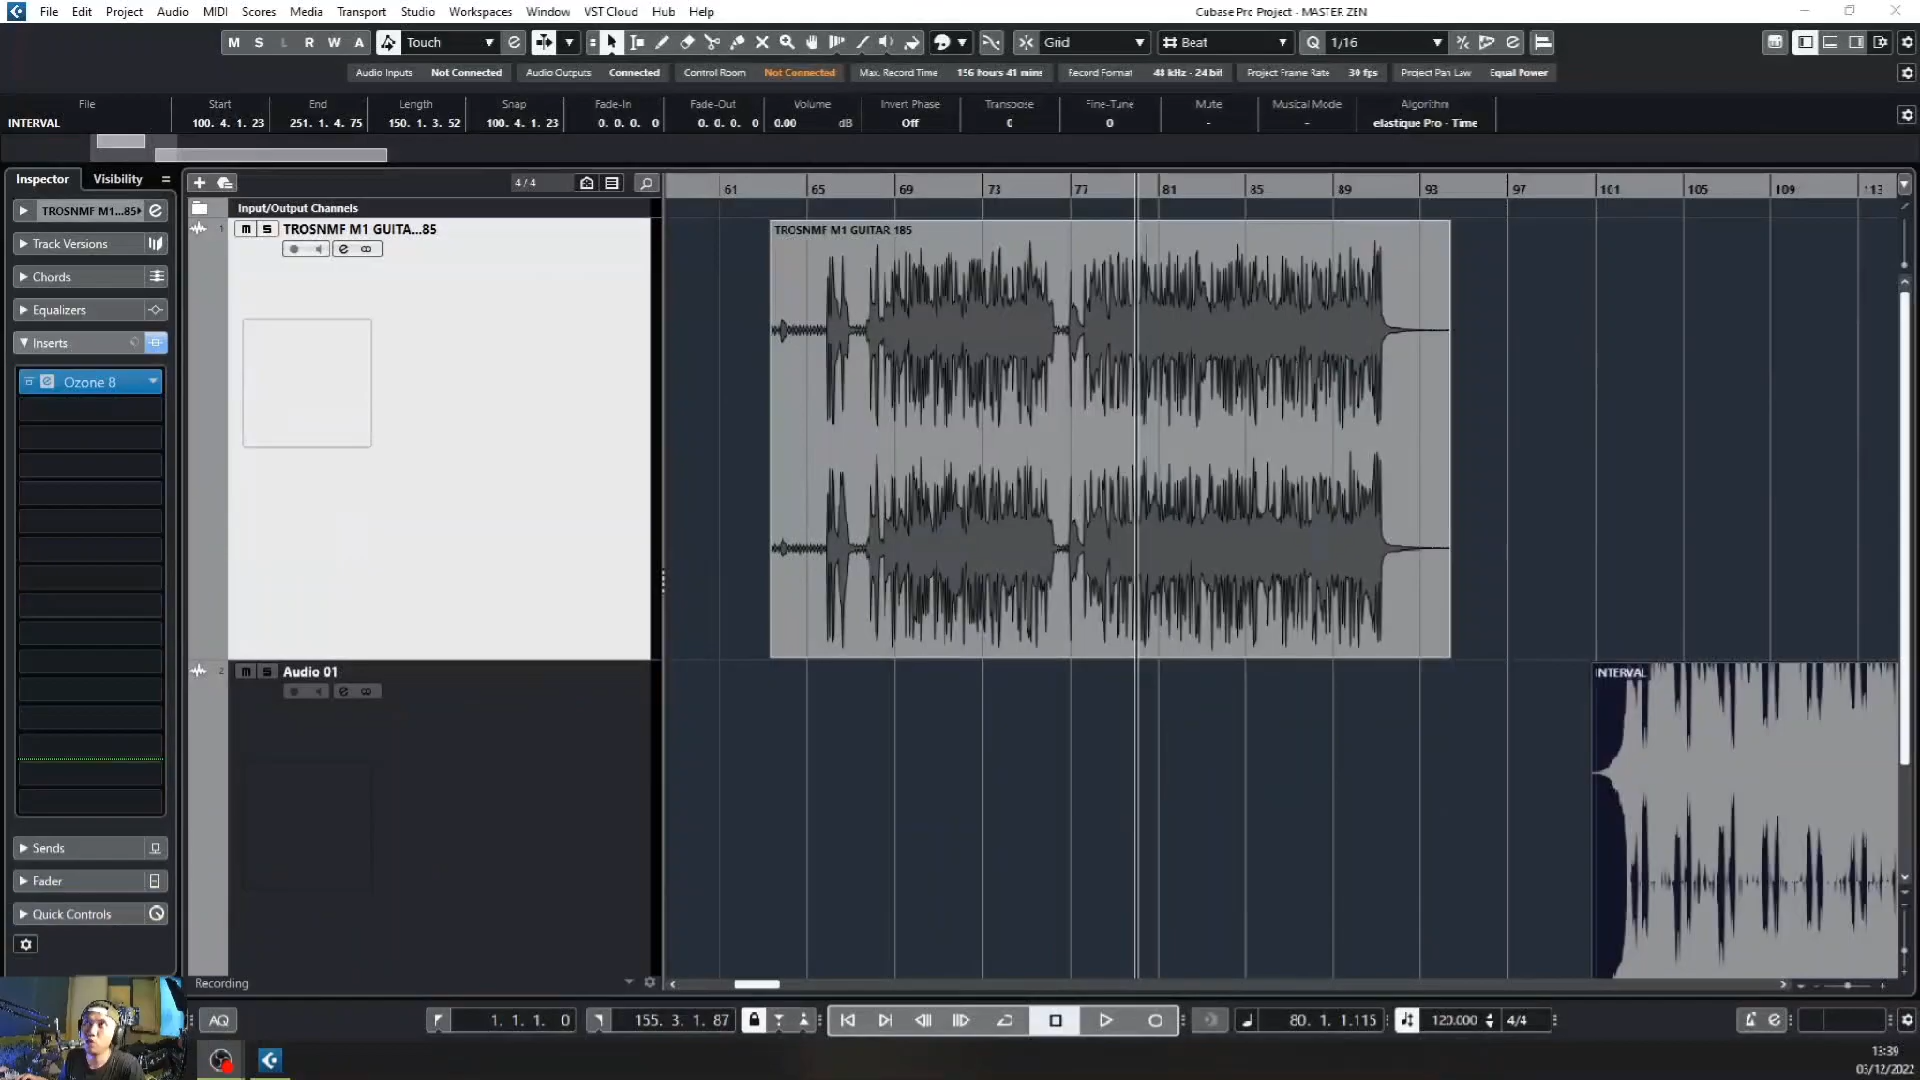 File Edit Project Audio MIDI Scores Media Transport Studio Workspaces Window VST Cloud Hub Help
Cubase Pro Project - MASTER ZEN
M S L R W A Touch Grid Beat Q 1/16
Audio Inputs Not Connected Audio Outputs Connected Control Room Not Connected Max. Record Time 156 hours 41 mins Record Format 48 kHz - 24 bit Project Frame Rate 30 fps Project Pan Law Equal Power
File Start End Length Snap Fade-In Fade-Out Volume Invert Phase Transpose Fine-Tune Mute Musical Mode Algorithm
INTERVAL 100. 4. 1. 23 251. 1. 4. 75 150. 1. 3. 52 100. 4. 1. 23 0. 0. 0. 0 0. 0. 0. 0 0.00 dB Off 0 0 - - elastique Pro - Time
Inspector Visibility
4/4
61 65 69 73 77 81 85 89 93 97 101 105 109 113
TROSNMF M1...85
Track Versions
Chords
Equalizers
Inserts
Ozone 8
Sends
Fader
Quick Controls
Input/Output Channels
1 m S TROSNMF M1 GUITA...85
TROSNMF M1 GUITAR 185
2 m S Audio 01
INTERVAL
Recording
AQ 1. 1. 1. 0 155. 3. 1. 87 80. 1. 1.115 120.000 4/4
13:39
03/12/2022